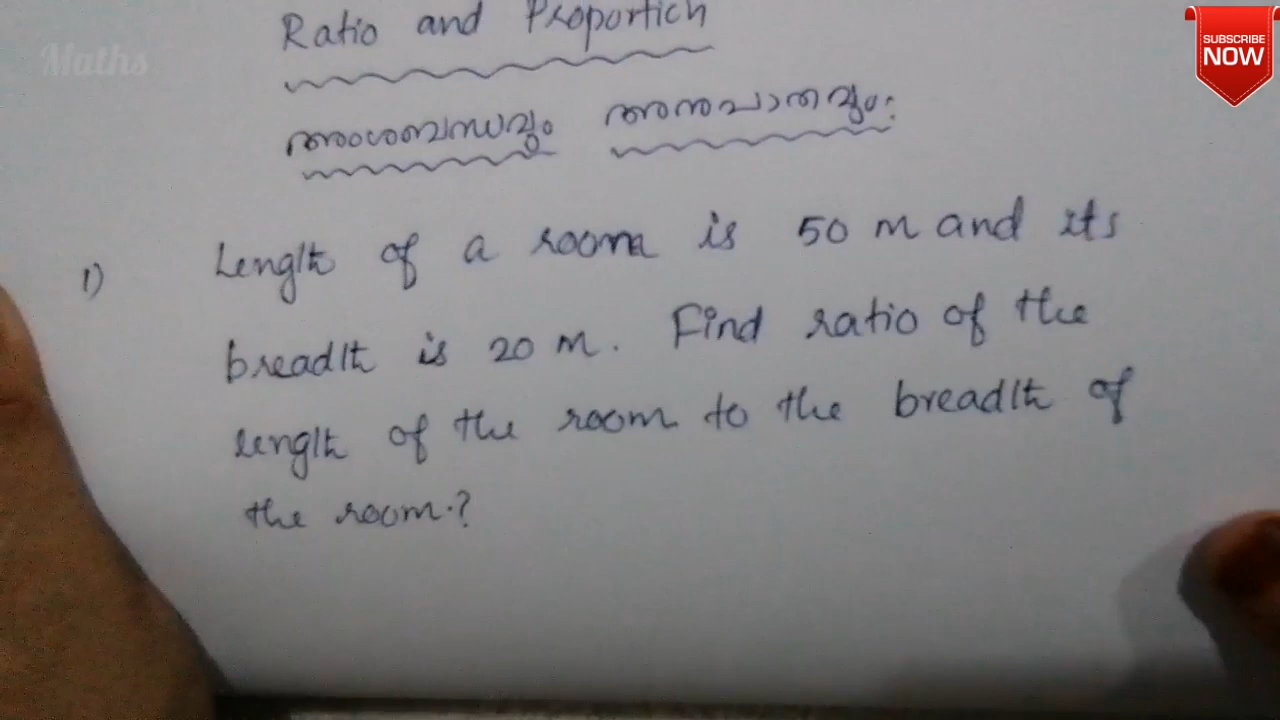 Maths
SUBSCRIBE
NOW
Ratio and Proportion
അംശബന്ധവും അനുപാതവും:
1) Length of a room is 50 m and its
breadth is 20 m. Find ratio of the
length of the room to the breadth of
the room.?